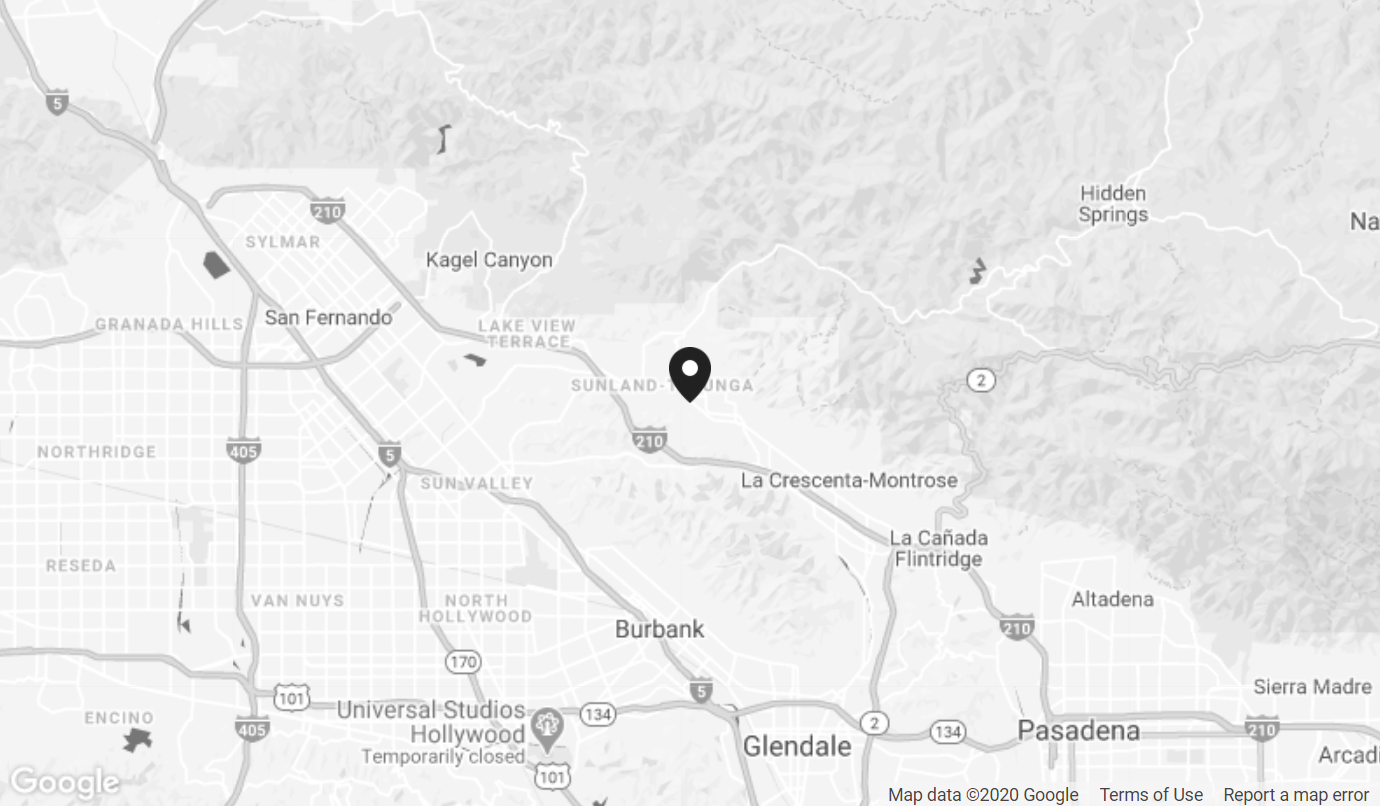 5
Hidden
Springs
210
Na
SYLMAR
Kagel Canyon
San Fernando
GRANADA HILLS
LAKE VIEW
TERRACE
2
SUNLAND-T UNGA
210
NORTHRIDGE
405
5
SUN VALLEY
La Crescenta-Montrose
La Cañada
Flintridge
RESEDA
VAN NUYS
NORTH
HOLLYWOOD
Altadena
Burbank
210
170
Sierra Madre
101
5
Universal Studios
Hollywood
Temporarily closed
134
ENCINO
405
2
134
Pasadena
210
Glendale
Arcadi
101
Google
Map data ©2020 Google
Terms of Use
Report a map error